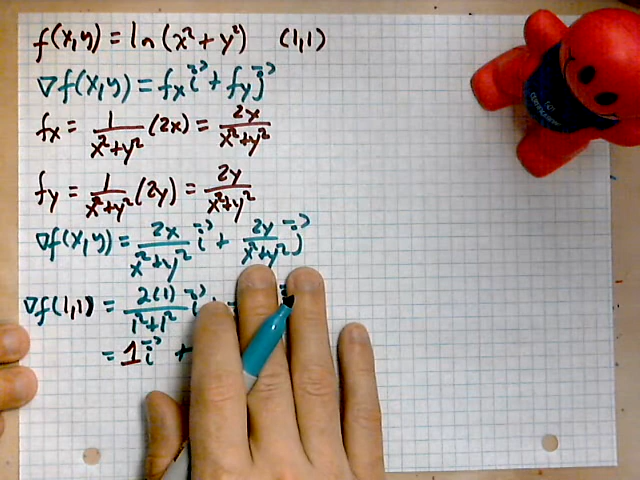 f(x,y) = ln(x²+y²) (1,1)
∇f(x,y) = fx i⃗ + fy j⃗
fx = 1/(x²+y²) (2x) = 2x/(x²+y²)
fy = 1/(x²+y²) (2y) = 2y/(x²+y²)
∇f(x,y) = 2x/(x²+y²) i⃗ + 2y/(x²+y²) j⃗
∇f(1,1) = 2(1)/(1²+1²) i⃗ +
= 1 i⃗ +